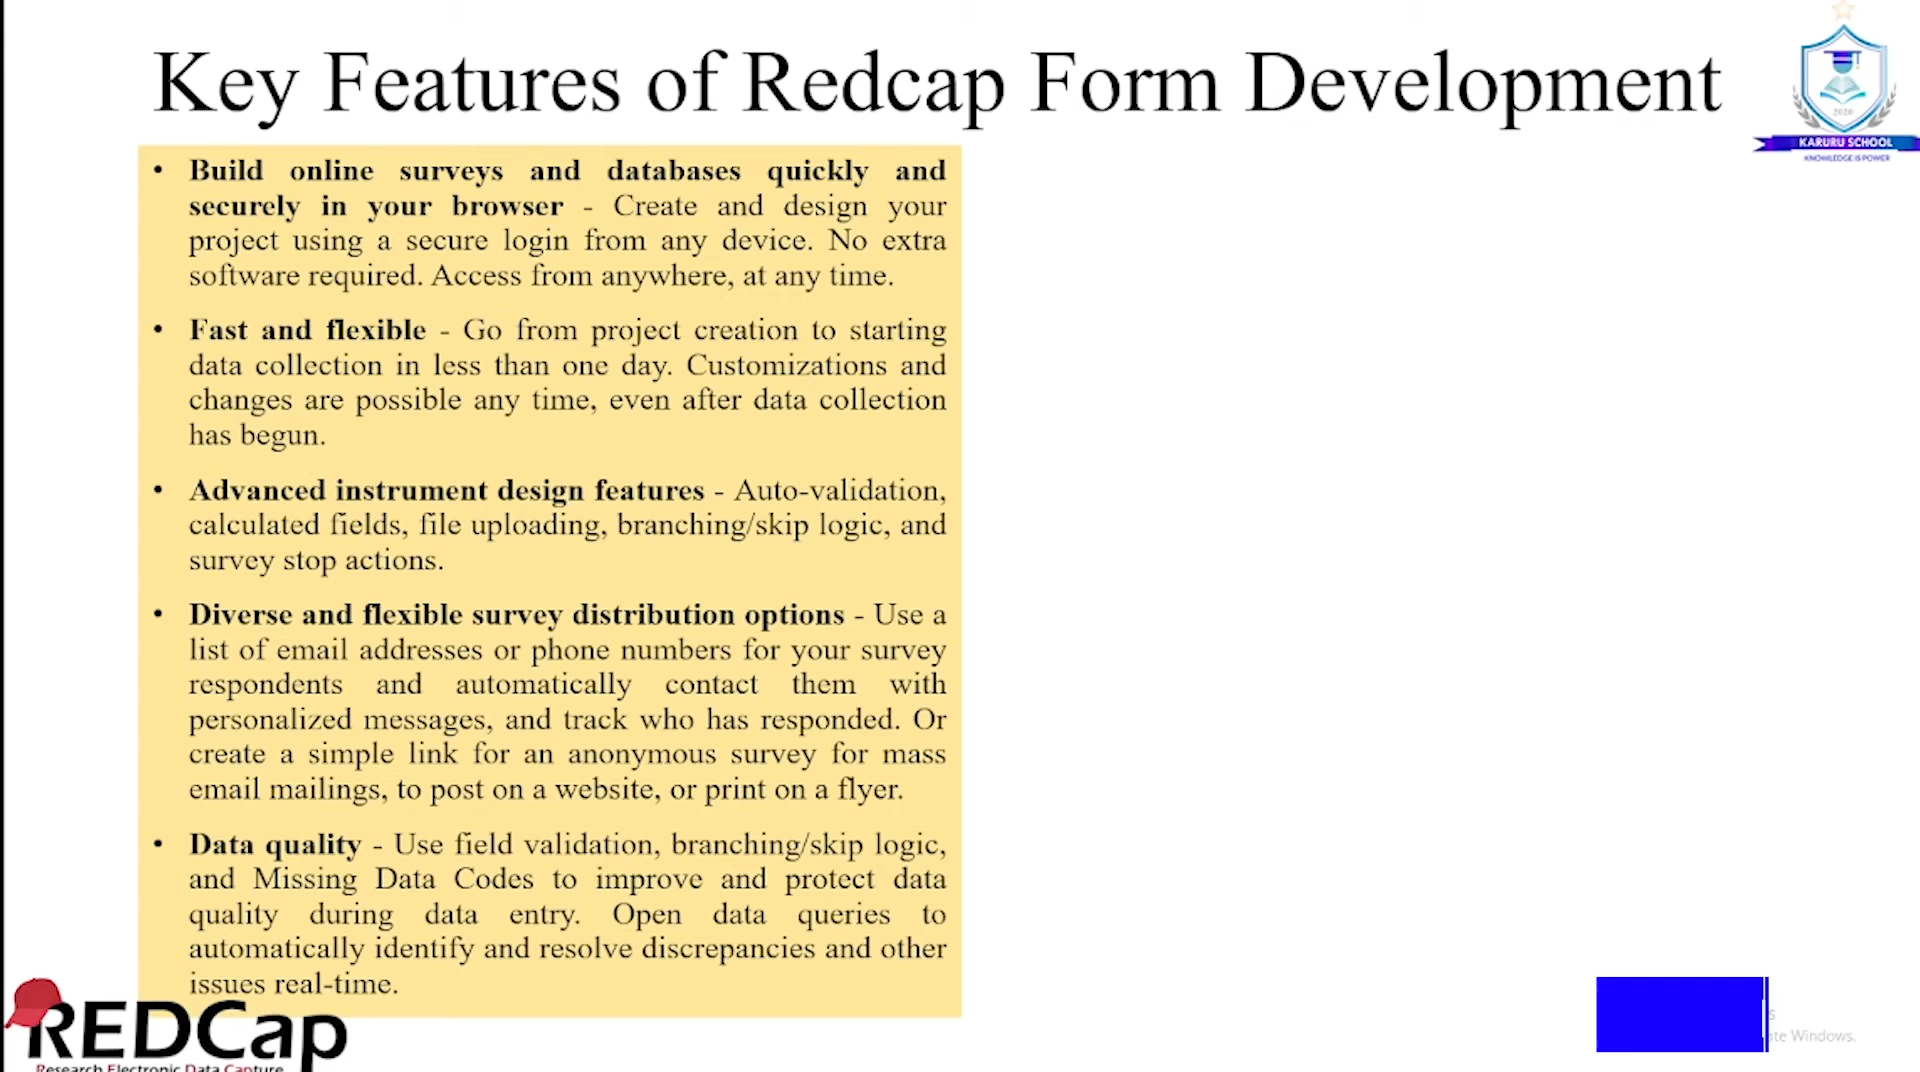 Key Features of Redcap Form Development
2020
KARURU SCHOOL
KNOWLEDGE IS POWER
• Build online surveys and databases quickly and
securely in your browser - Create and design your
project using a secure login from any device. No extra
software required. Access from anywhere, at any time.
• Fast and flexible - Go from project creation to starting
data collection in less than one day. Customizations and
changes are possible any time, even after data collection
has begun.
• Advanced instrument design features - Auto-validation,
calculated fields, file uploading, branching/skip logic, and
survey stop actions.
• Diverse and flexible survey distribution options - Use a
list of email addresses or phone numbers for your survey
respondents and automatically contact them with
personalized messages, and track who has responded. Or
create a simple link for an anonymous survey for mass
email mailings, to post on a website, or print on a flyer.
• Data quality - Use field validation, branching/skip logic,
and Missing Data Codes to improve and protect data
quality during data entry. Open data queries to
automatically identify and resolve discrepancies and other
issues real-time.
REDCap
Research Electronic Data Capture
Windows.